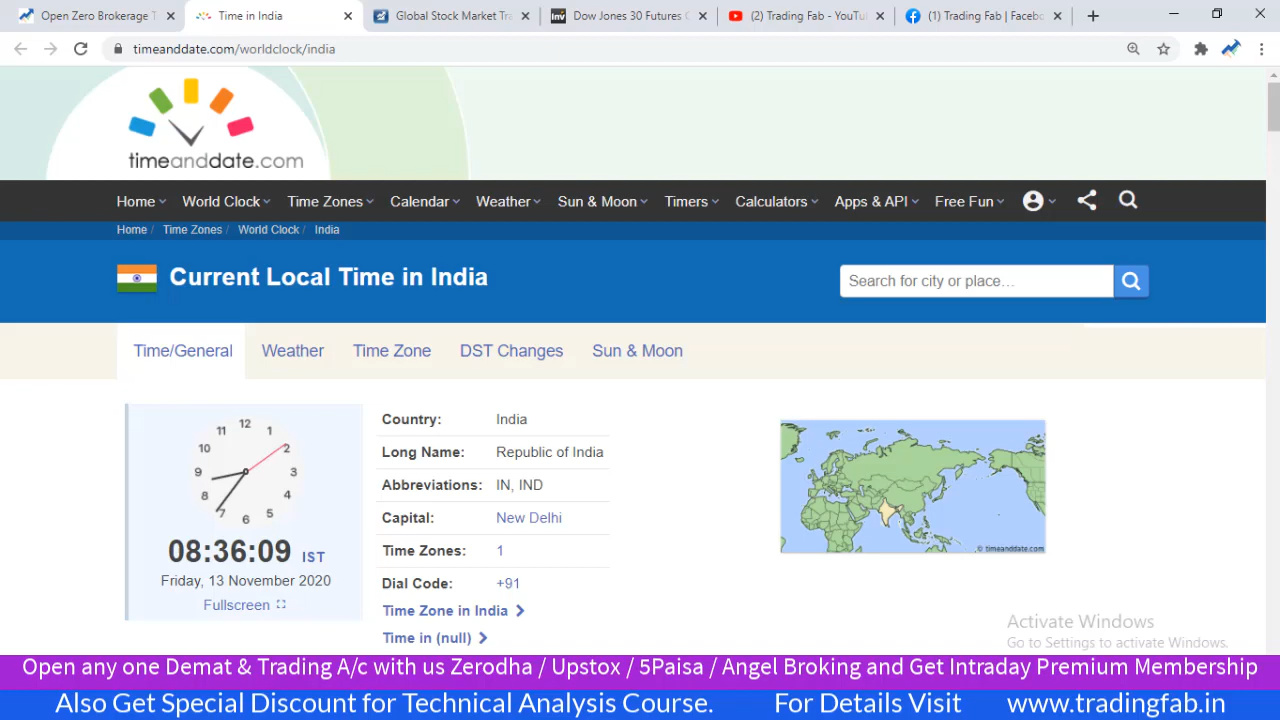 Open Zero Brokerage T
Time in India
Global Stock Market Tra
Inv Dow Jones 30 Futures C
(2) Trading Fab - YouTu
(1) Trading Fab | Facebo
timeanddate.com/worldclock/india
timeanddate.com
Home World Clock Time Zones Calendar Weather Sun & Moon Timers Calculators Apps & API Free Fun
Home / Time Zones / World Clock / India
Current Local Time in India
Search for city or place…
Time/General Weather Time Zone DST Changes Sun & Moon
12 1 2 3 4 5 6 7 8 9 10 11
08:36:09 IST
Friday, 13 November 2020
Fullscreen
Country: India
Long Name: Republic of India
Abbreviations: IN, IND
Capital: New Delhi
Time Zones: 1
Dial Code: +91
Time Zone in India
Time in (null)
© timeanddate.com
Activate Windows
Go to Settings to activate Windows.
Open any one Demat & Trading A/c with us Zerodha / Upstox / 5Paisa / Angel Broking and Get Intraday Premium Membership
Also Get Special Discount for Technical Analysis Course. For Details Visit www.tradingfab.in